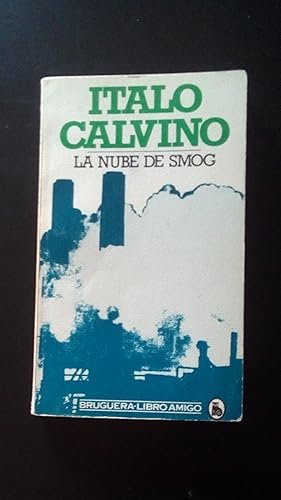 ITALO
CALVINO
LA NUBE DE SMOG
BRUGUERA·LIBRO AMIGO